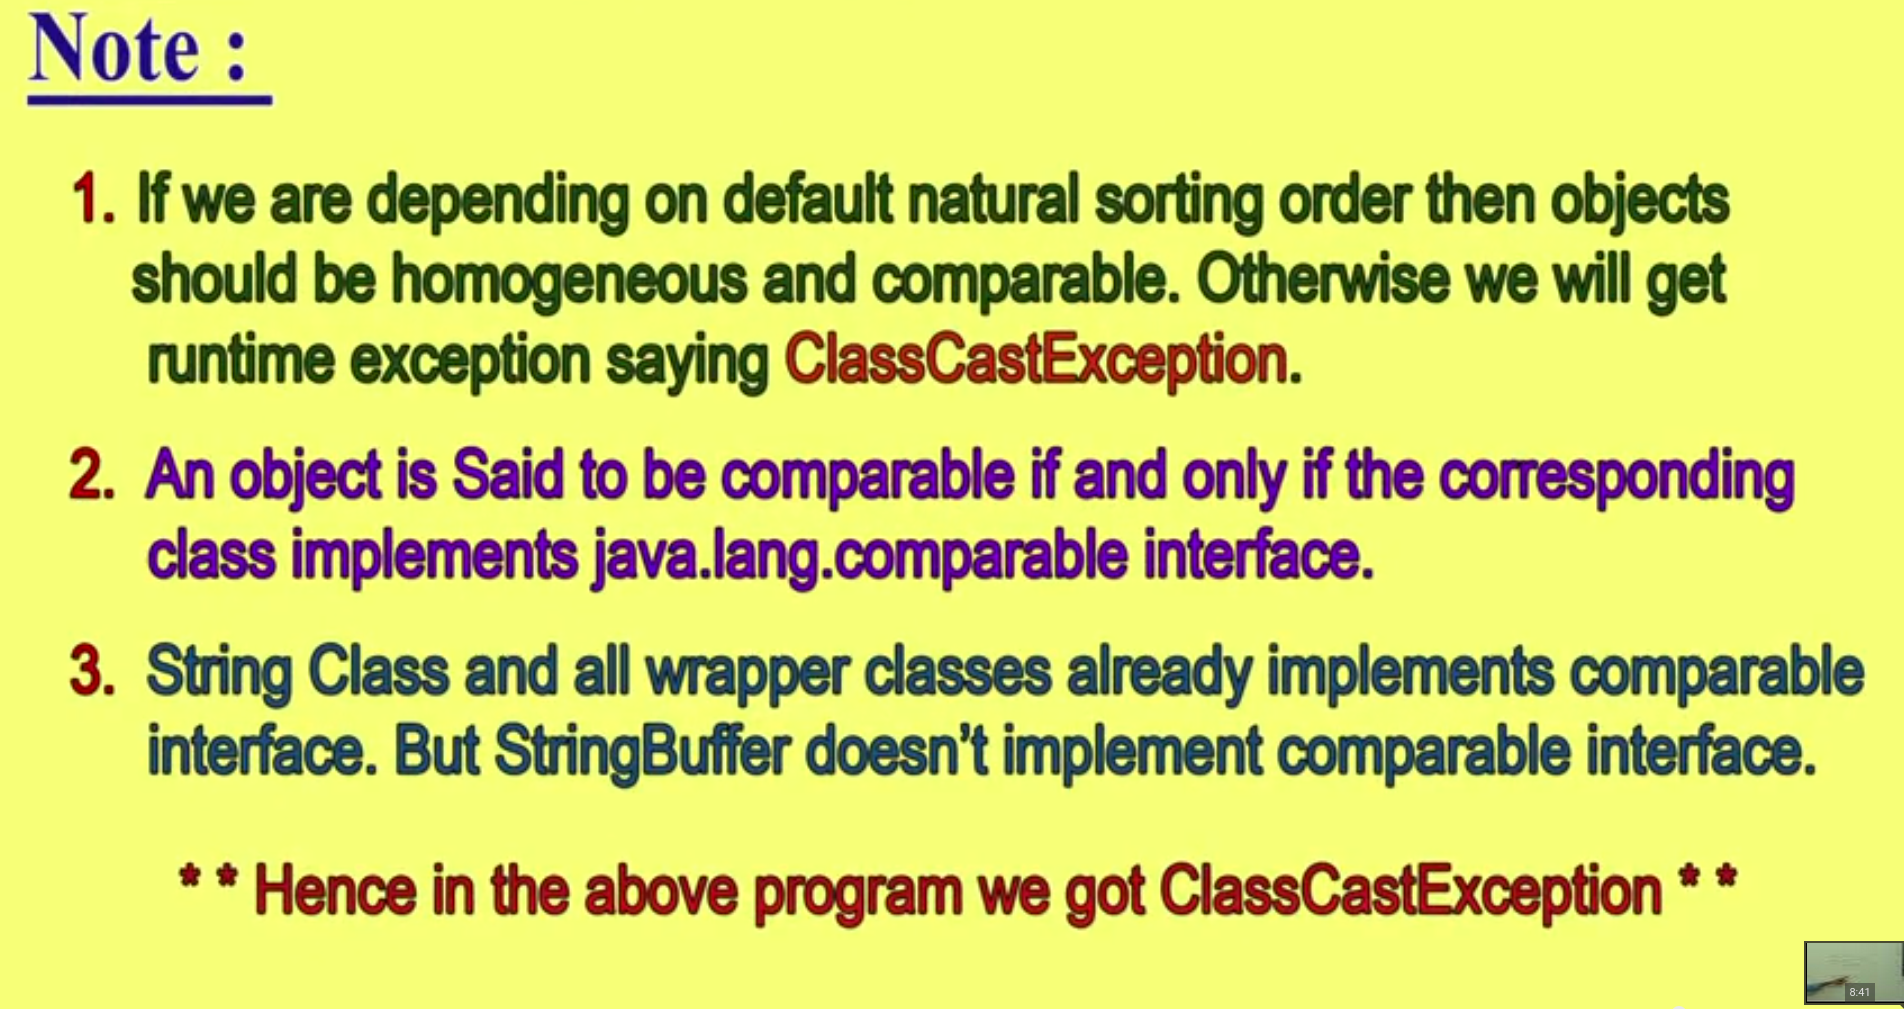 Note :
1. If we are depending on default natural sorting order then objects
should be homogeneous and comparable. Otherwise we will get
runtime exception saying ClassCastException.
2. An object is Said to be comparable if and only if the corresponding
class implements java.lang.comparable interface.
3. String Class and all wrapper classes already implements comparable
interface. But StringBuffer doesn’t implement comparable interface.
* * Hence in the above program we got ClassCastException * *
8:41